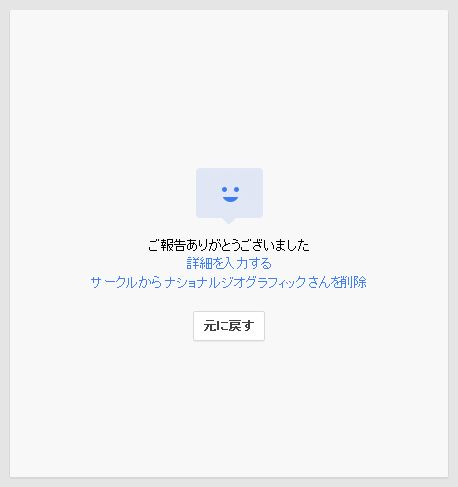 ご報告ありがとうございました
詳細を入力する
サークルからナショナルジオグラフィックさんを削除
元に戻す